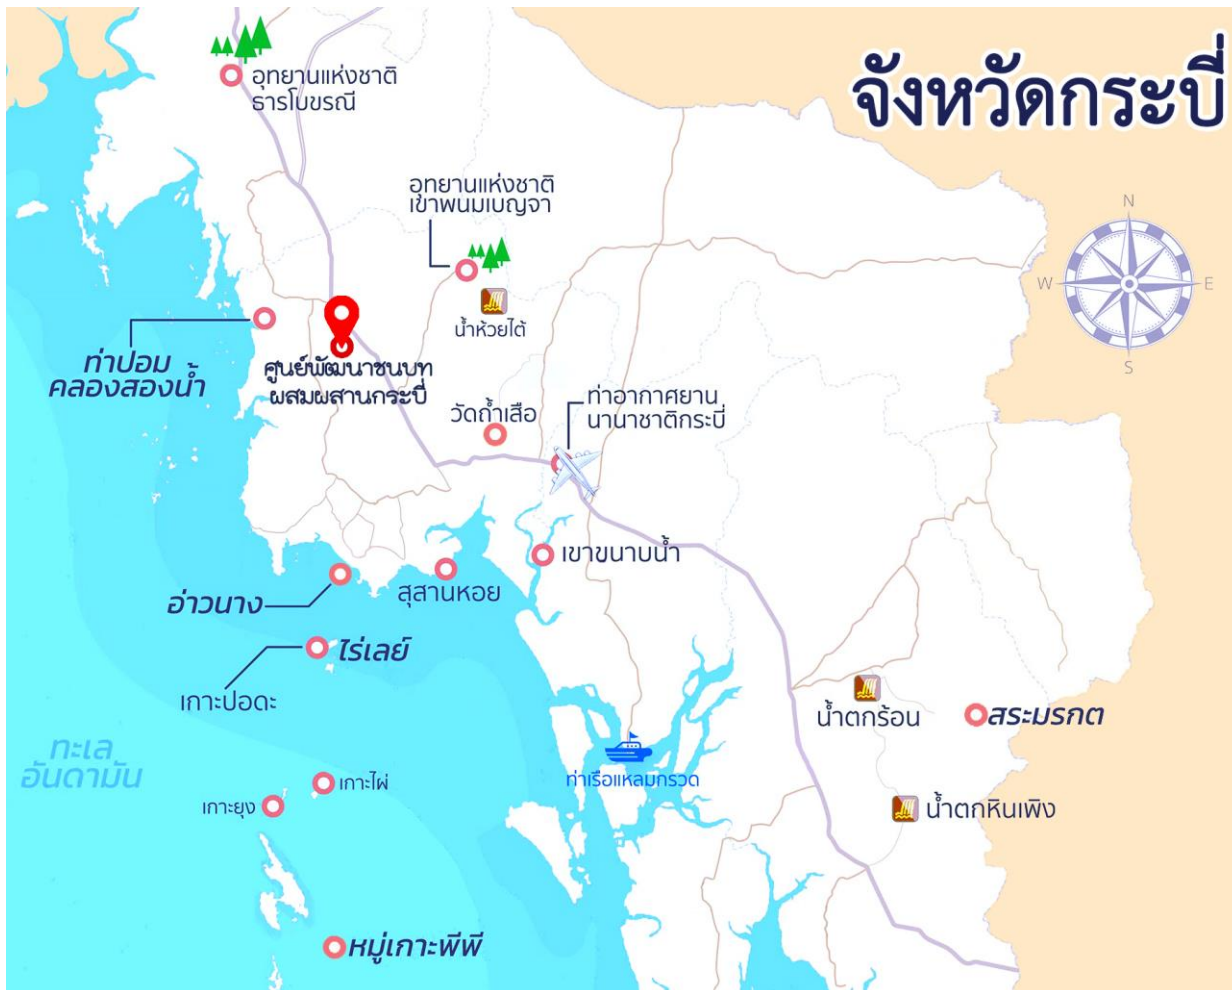 จังหวัดกระบี่
อุทยานแห่งชาติ
ธารโบขรณี
อุทยานแห่งชาติ
เขาพนมเบญจา
N
W
E
S
น้ำห้วยไต้
ท่าปอม
คลองสองน้ำ
ศูนย์พัฒนาชนบท
ผสมผสานกระบี่
วัดถ้ำเสือ
ท่าอากาศยาน
นานาชาติกระบี่
เขาขนาบน้ำ
สุสานหอย
อ่าวนาง
ไร่เลย์
เกาะปอดะ
น้ำตกร้อน
สระมรกต
ทะเล
อันดามัน
ท่าเรือแหลมกรวด
เกาะไผ่
เกาะยุง
น้ำตกหินเพิง
หมู่เกาะพีพี